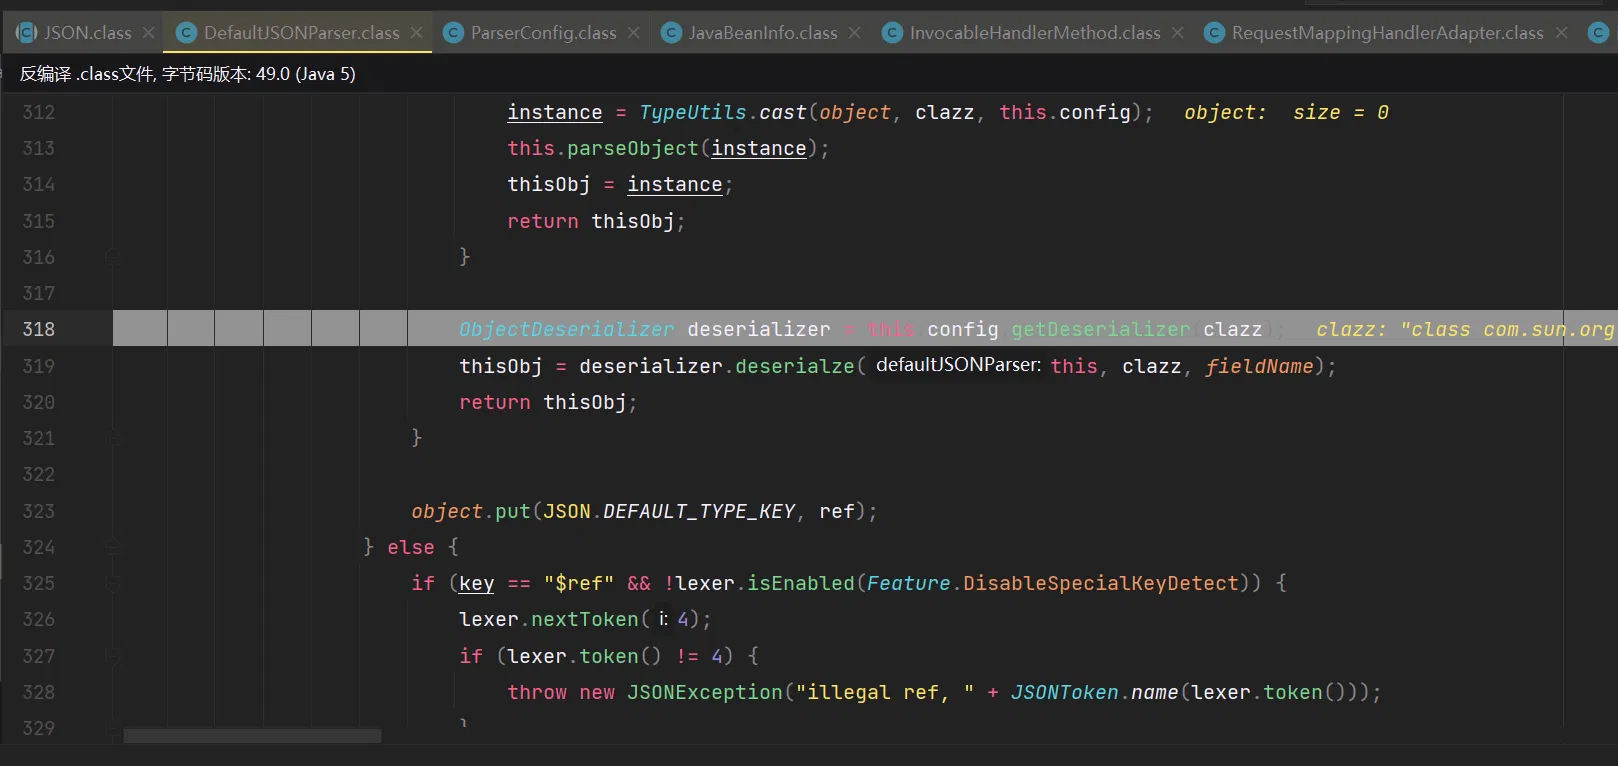 JSON.class DefaultJSONParser.class ParserConfig.class JavaBeanInfo.class InvocableHandlerMethod.class RequestMappingHandlerAdapter.class
反编译 .class文件, 字节码版本: 49.0 (Java 5)
312 instance = TypeUtils.cast(object, clazz, this.config); object: size = 0
313 this.parseObject(instance);
314 thisObj = instance;
315 return thisObj;
316 }
317
318 ObjectDeserializer deserializer = this.config.getDeserializer(clazz); clazz: "class com.sun.org
319 thisObj = deserializer.deserialze( defaultJSONParser: this, clazz, fieldName);
320 return thisObj;
321 }
322
323 object.put(JSON.DEFAULT_TYPE_KEY, ref);
324 } else {
325 if (key == "$ref" && !lexer.isEnabled(Feature.DisableSpecialKeyDetect)) {
326 lexer.nextToken( i: 4);
327 if (lexer.token() != 4) {
328 throw new JSONException("illegal ref, " + JSONToken.name(lexer.token()));
329 }